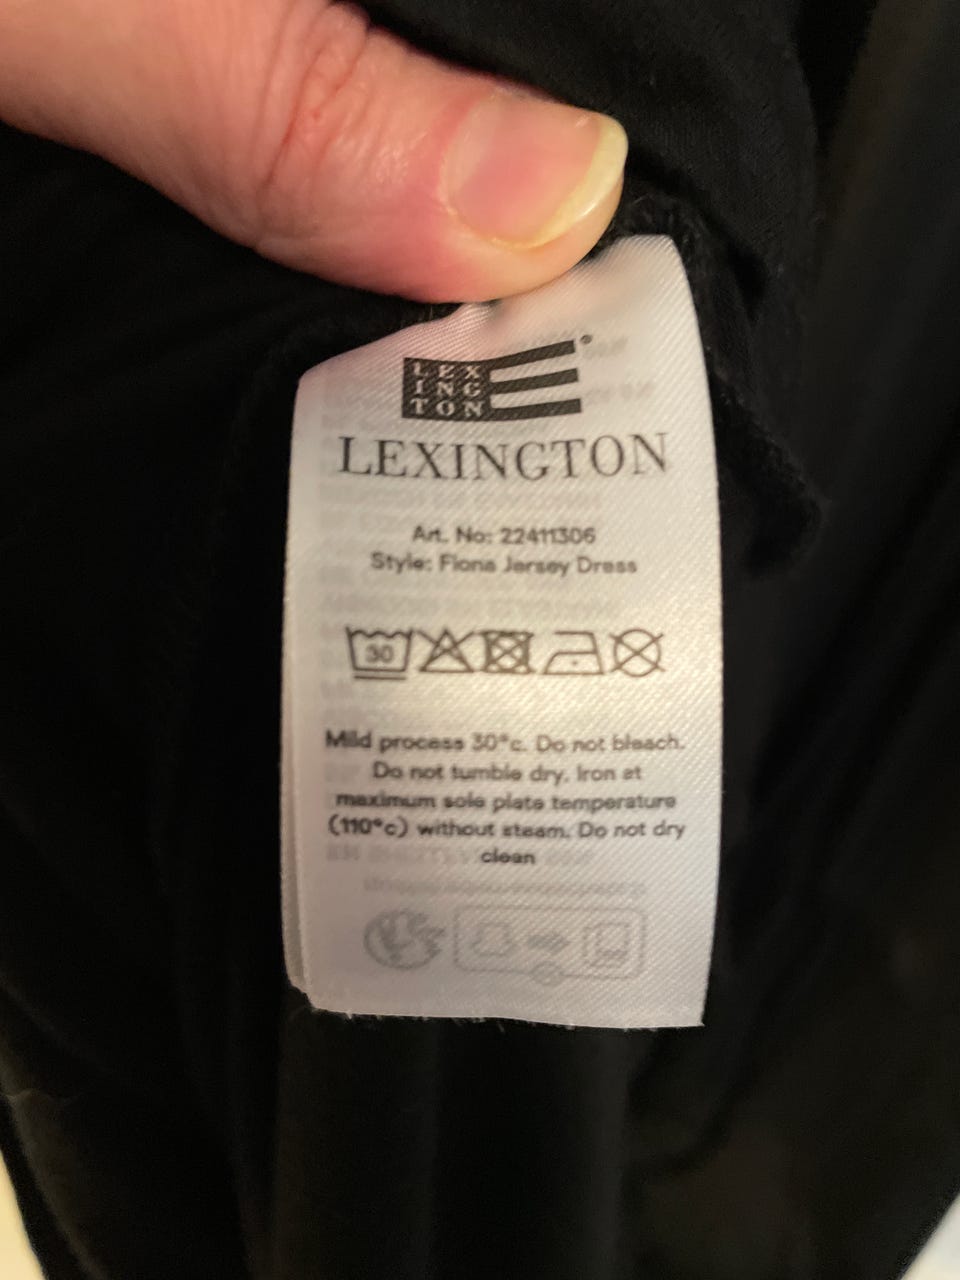 LEX
ING
TON
LEXINGTON
Art. No: 22411306
Style: Fiona Jersey Dress
30
Mild process 30°c. Do not bleach.
Do not tumble dry. Iron at
maximum sole plate temperature
(110°c) without steam. Do not dry
clean